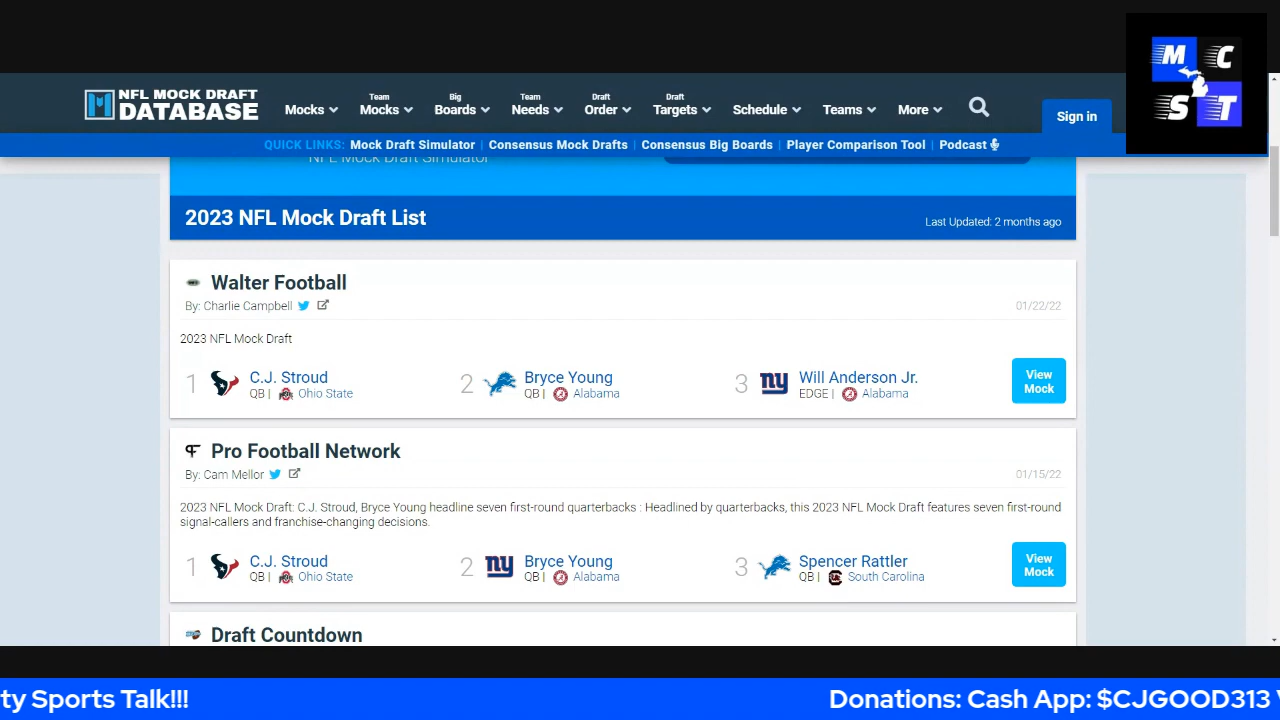 NFL MOCK DRAFT
DATABASE
Mocks
Team
Mocks
Big
Boards
Team
Needs
Draft
Order
Draft
Targets
Schedule
Teams
More
Sign in
M C
S T
QUICK LINKS: Mock Draft Simulator | Consensus Mock Drafts | Consensus Big Boards | Player Comparison Tool | Podcast
NFL Mock Draft Simulator
2023 NFL Mock Draft List
Last Updated: 2 months ago
Walter Football
By: Charlie Campbell
01/22/22
2023 NFL Mock Draft
1 C.J. Stroud
QB | Ohio State
2 Bryce Young
QB | Alabama
3 ny Will Anderson Jr.
EDGE | Alabama
View
Mock
Pro Football Network
By: Cam Mellor
01/15/22
2023 NFL Mock Draft: C.J. Stroud, Bryce Young headline seven first-round quarterbacks : Headlined by quarterbacks, this 2023 NFL Mock Draft features seven first-round
signal-callers and franchise-changing decisions.
1 C.J. Stroud
QB | Ohio State
2 ny Bryce Young
QB | Alabama
3 Spencer Rattler
QB | South Carolina
View
Mock
Draft Countdown
ty Sports Talk!!! Donations: Cash App: $CJGOOD313